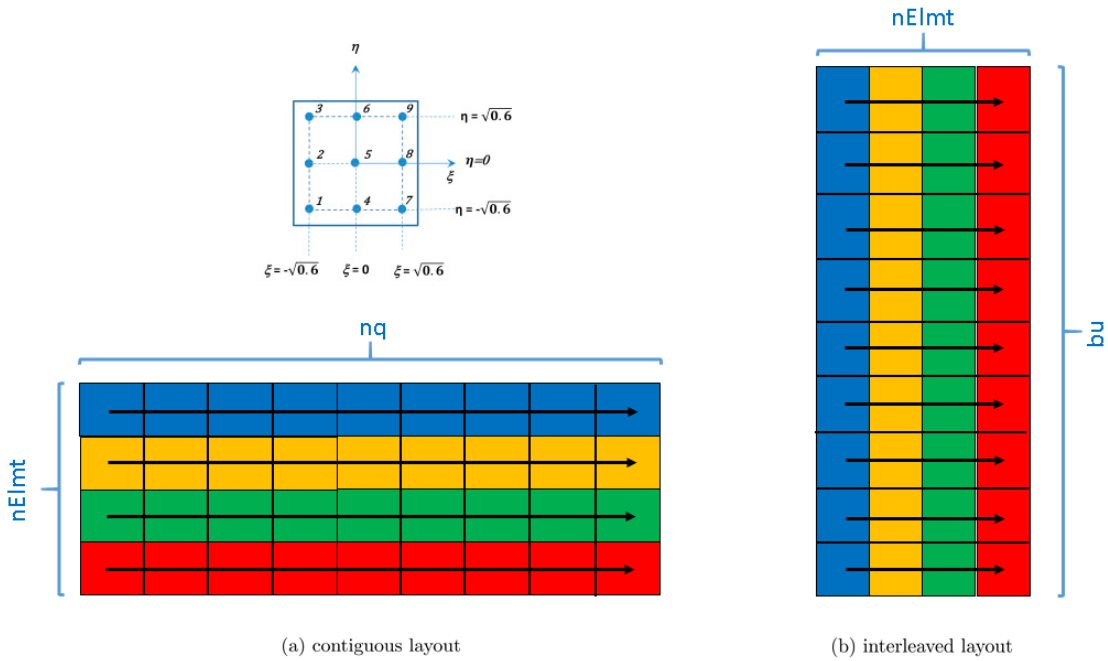 η
3 6 9
η = √0.6
2 5 8 η=0
ξ
1 4 7
η = -√0.6
ξ = -√0.6 ξ = 0 ξ = √0.6
nq
nElmt
(a) contiguous layout
nElmt
nq
(b) interleaved layout